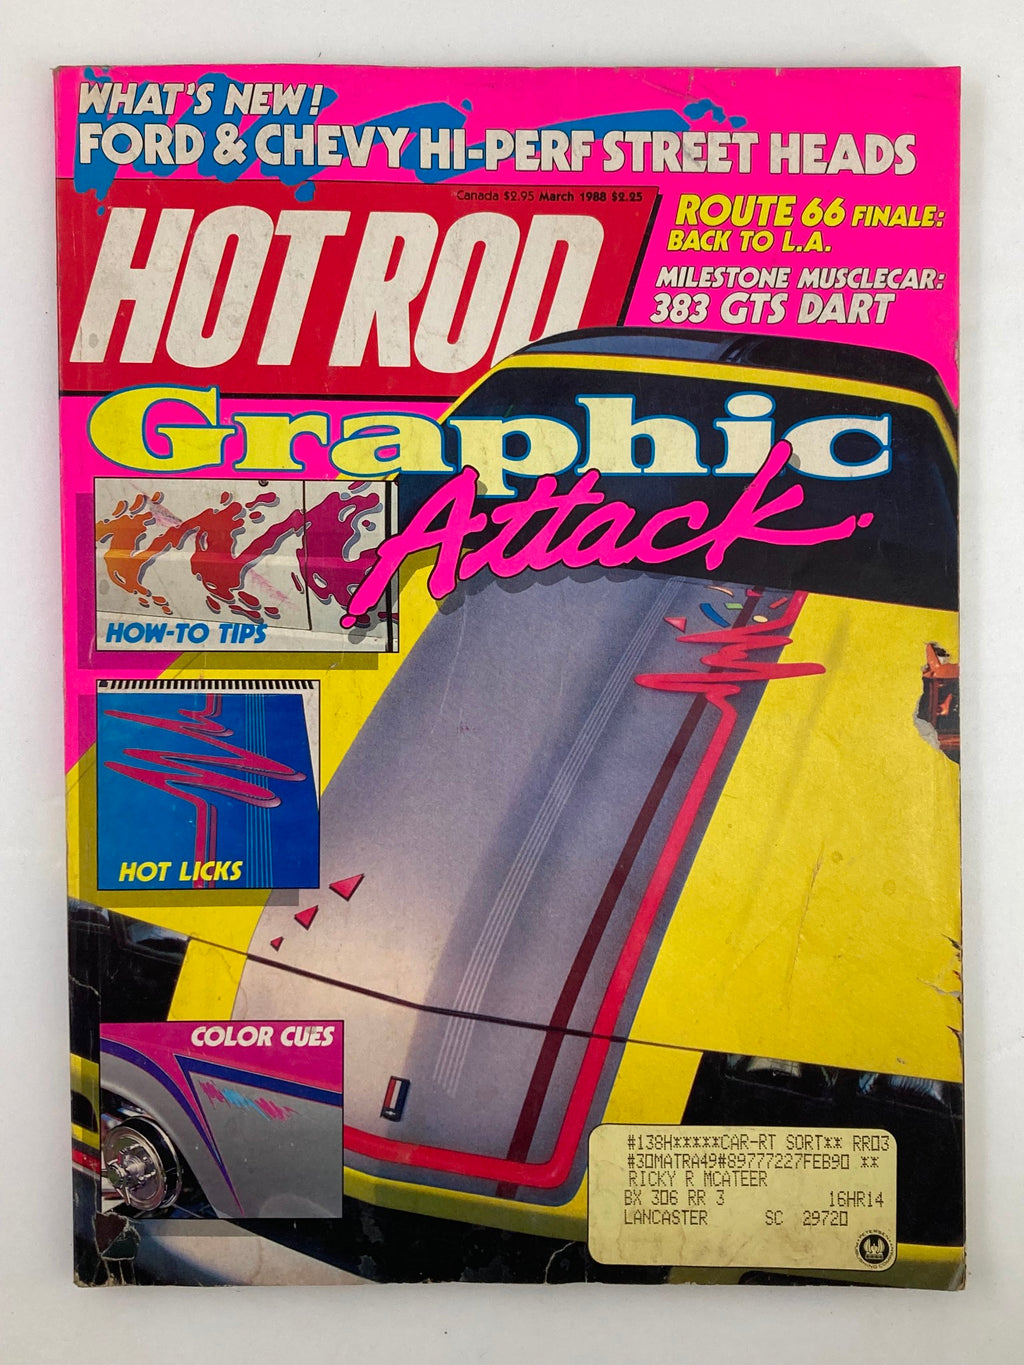 WHAT'S NEW!
FORD & CHEVY HI-PERF STREET HEADS
Canada $2.95 March 1988 $2.25
HOT ROD
ROUTE 66 FINALE:
BACK TO L.A.
MILESTONE MUSCLECAR:
383 GTS DART
Graphic
Attack
HOW-TO TIPS
HOT LICKS
COLOR CUES
#138H*****CAR-RT SORT** RR03
#30MATRA49#89777227FEB90 **
RICKY R MCATEER
BX 306 RR 3 16HR14
LANCASTER SC 29720